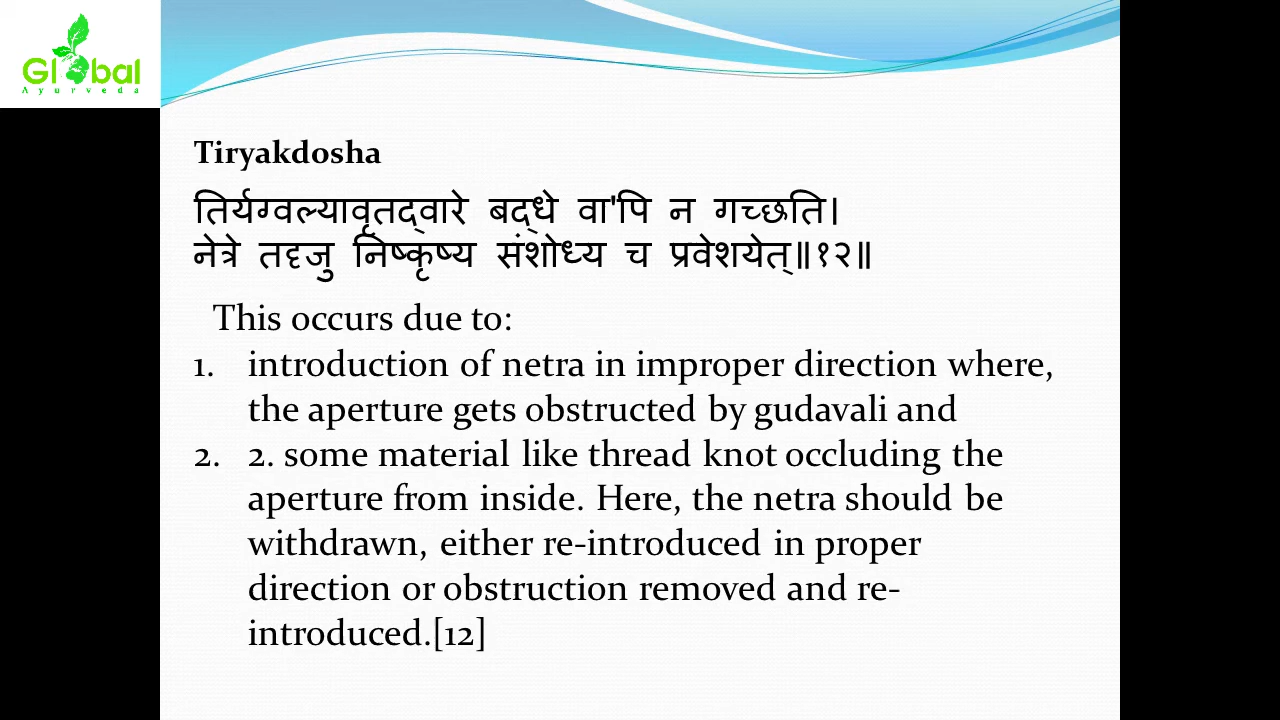 Global
Ayurveda
Tiryakdosha
तिर्यग्वल्यावृतद्वारे बद्धे वा'पि न गच्छति।
नेत्रे तदृजु निष्कृष्य संशोध्य च प्रवेशयेत्॥१२॥
This occurs due to:
1. introduction of netra in improper direction where,
the aperture gets obstructed by gudavali and
2. 2. some material like thread knot occluding the
aperture from inside. Here, the netra should be
withdrawn, either re-introduced in proper
direction or obstruction removed and re-
introduced.[12]